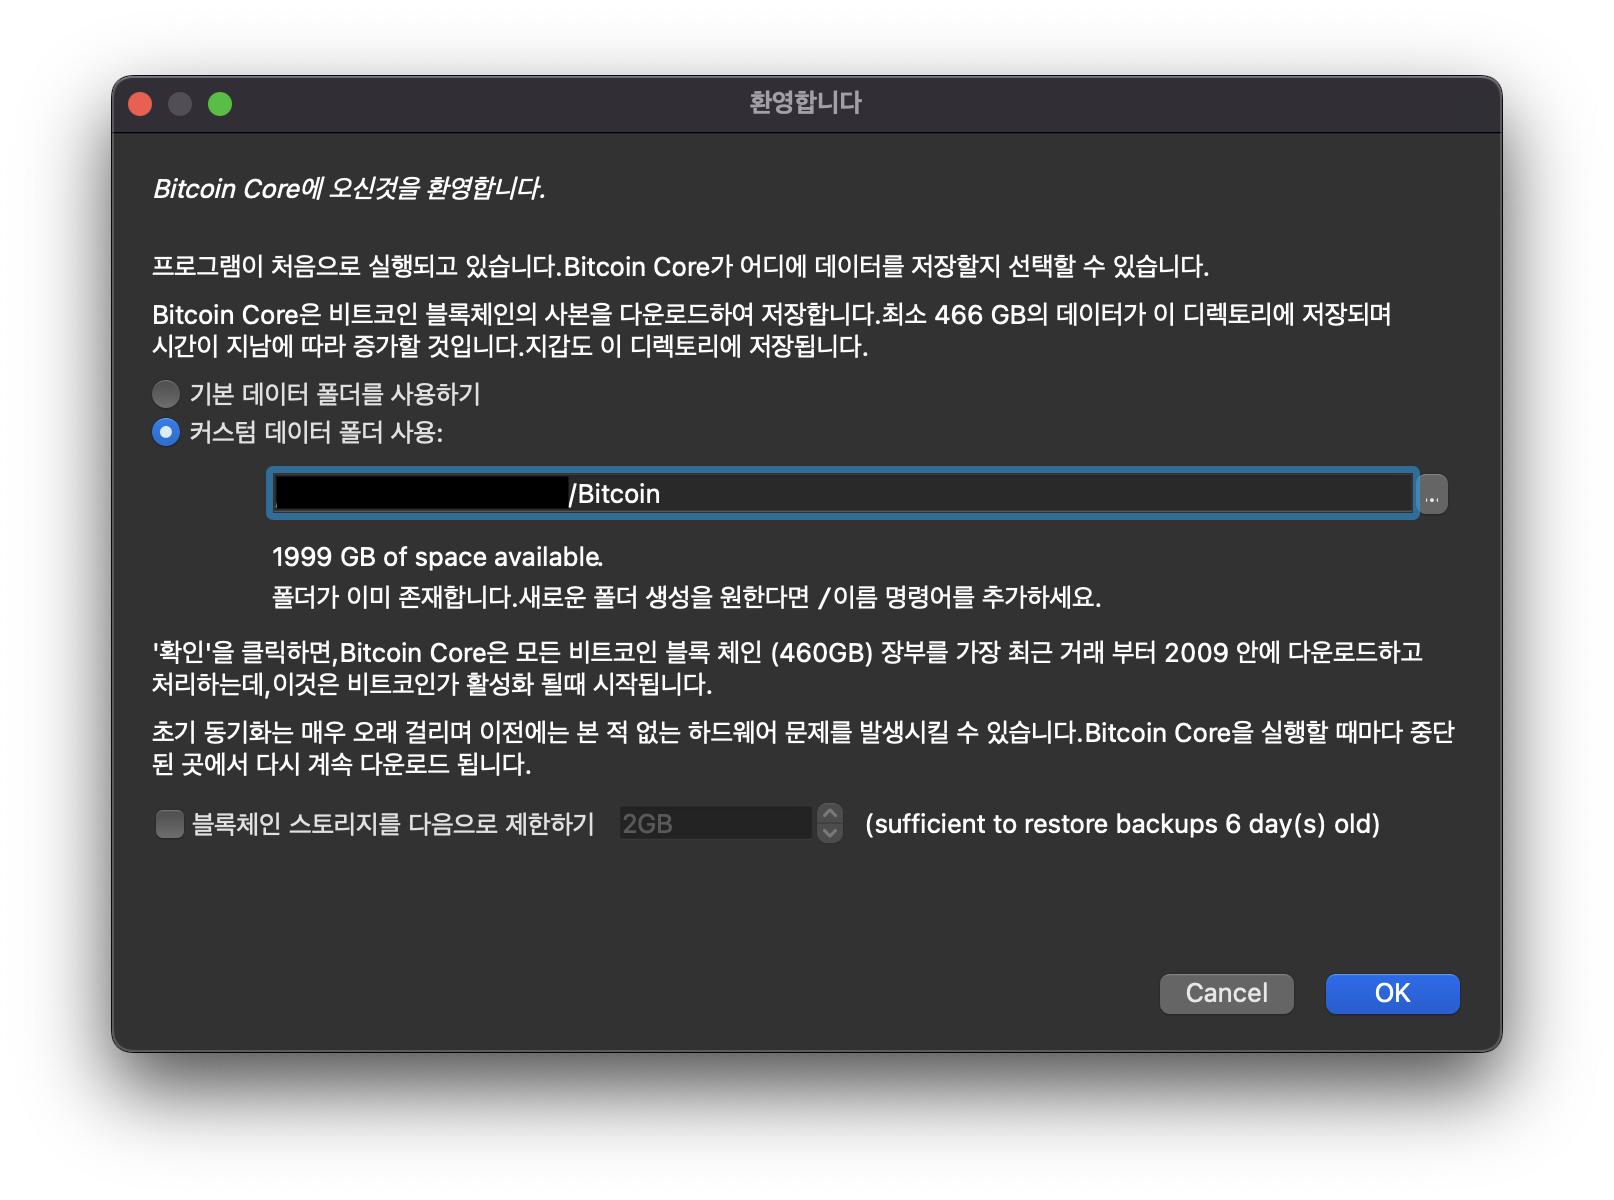 환영합니다
Bitcoin Core에 오신것을 환영합니다.
프로그램이 처음으로 실행되고 있습니다.Bitcoin Core가 어디에 데이터를 저장할지 선택할 수 있습니다.
Bitcoin Core은 비트코인 블록체인의 사본을 다운로드하여 저장합니다.최소 466 GB의 데이터가 이 디렉토리에 저장되며
시간이 지남에 따라 증가할 것입니다.지갑도 이 디렉토리에 저장됩니다.
기본 데이터 폴더를 사용하기
커스텀 데이터 폴더 사용:
/Bitcoin
...
1999 GB of space available.
폴더가 이미 존재합니다.새로운 폴더 생성을 원한다면 /이름 명령어를 추가하세요.
'확인'을 클릭하면,Bitcoin Core은 모든 비트코인 블록 체인 (460GB) 장부를 가장 최근 거래 부터 2009 안에 다운로드하고
처리하는데,이것은 비트코인가 활성화 될때 시작됩니다.
초기 동기화는 매우 오래 걸리며 이전에는 본 적 없는 하드웨어 문제를 발생시킬 수 있습니다.Bitcoin Core을 실행할 때마다 중단
된 곳에서 다시 계속 다운로드 됩니다.
블록체인 스토리지를 다음으로 제한하기 2GB (sufficient to restore backups 6 day(s) old)
Cancel OK